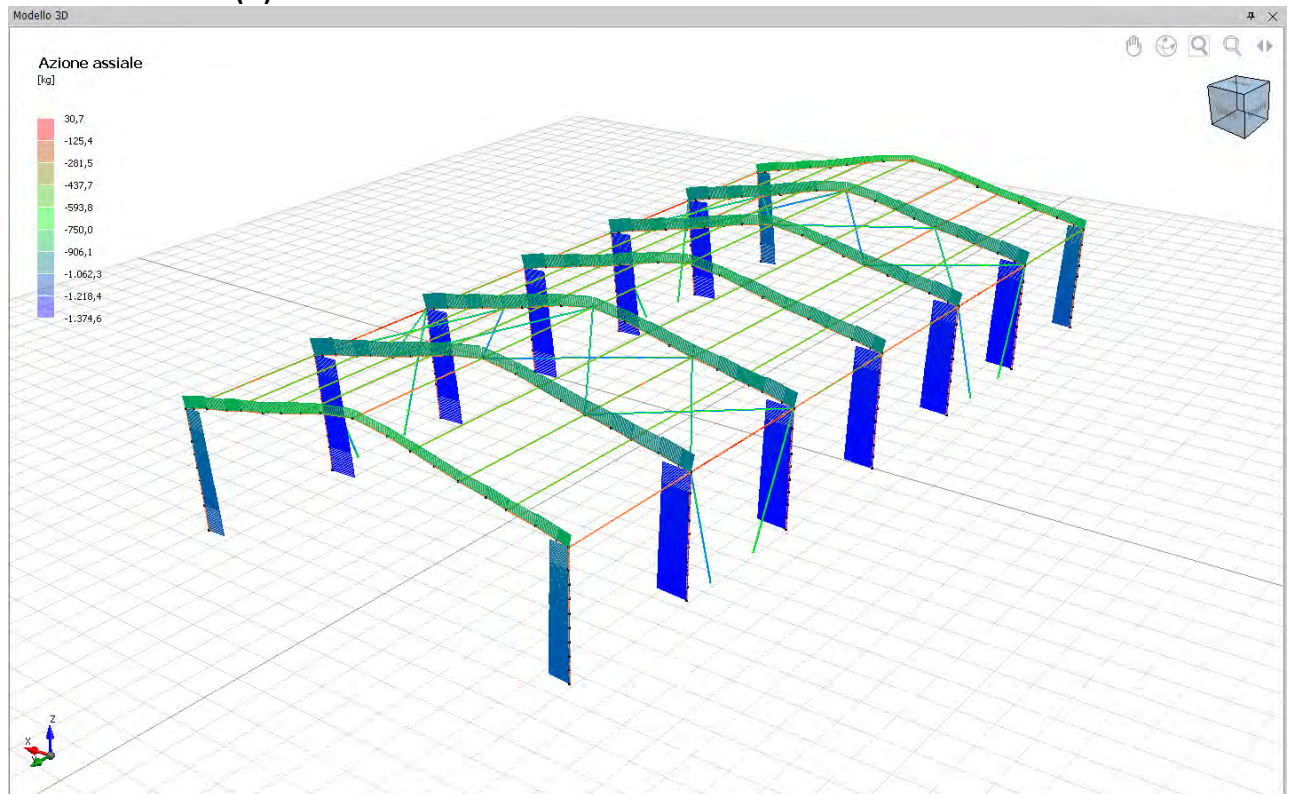 Modello 3D
Azione assiale
[kg]
30,7
-125,4
-281,5
-437,7
-593,8
-750,0
-906,1
-1.062,3
-1.218,4
-1.374,6
Z
X